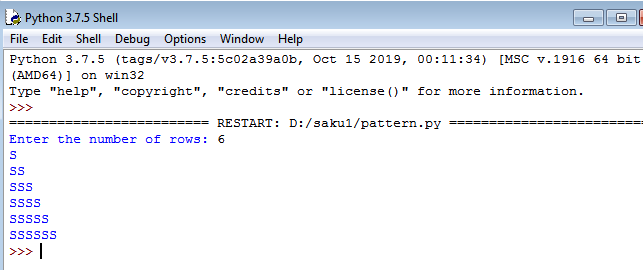 Python 3.7.5 Shell
File Edit Shell Debug Options Window Help
Python 3.7.5 (tags/v3.7.5:5c02a39a0b, Oct 15 2019, 00:11:34) [MSC v.1916 64 bit
(AMD64)] on win32
Type "help", "copyright", "credits" or "license()" for more information.
>>>
========================= RESTART: D:/saku1/pattern.py =========================
Enter the number of rows: 6
S
SS
SSS
SSSS
SSSSS
SSSSSS
>>>